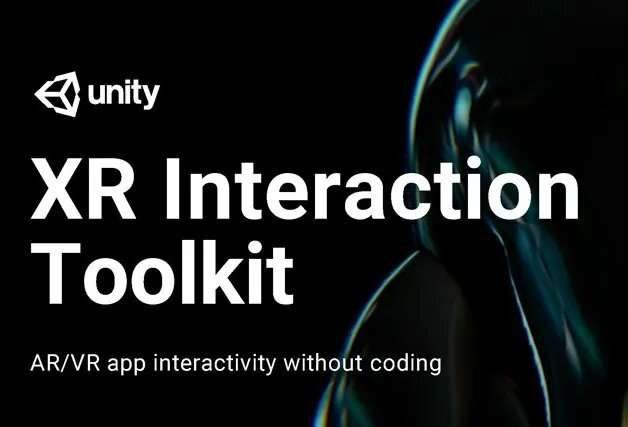 unity
XR Interaction
Toolkit
AR/VR app interactivity without coding